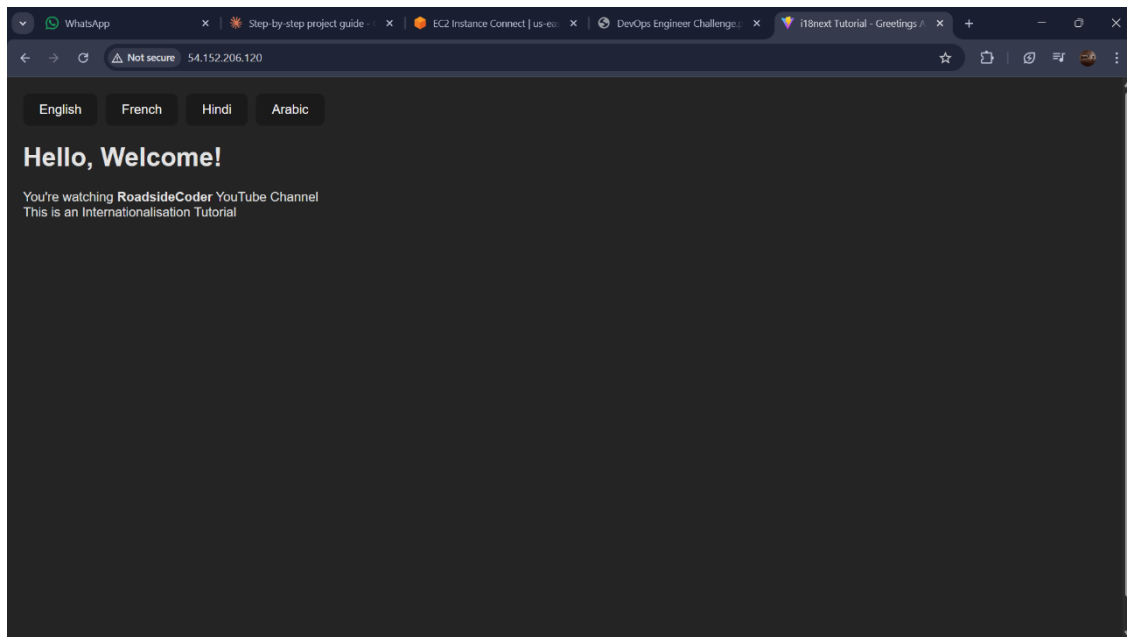 WhatsApp
Step-by-step project guide - C
EC2 Instance Connect | us-eas
DevOps Engineer Challenge.p
i18next Tutorial - Greetings A
Not secure
54.152.206.120
English
French
Hindi
Arabic
Hello, Welcome!
You're watching RoadsideCoder YouTube Channel
This is an Internationalisation Tutorial